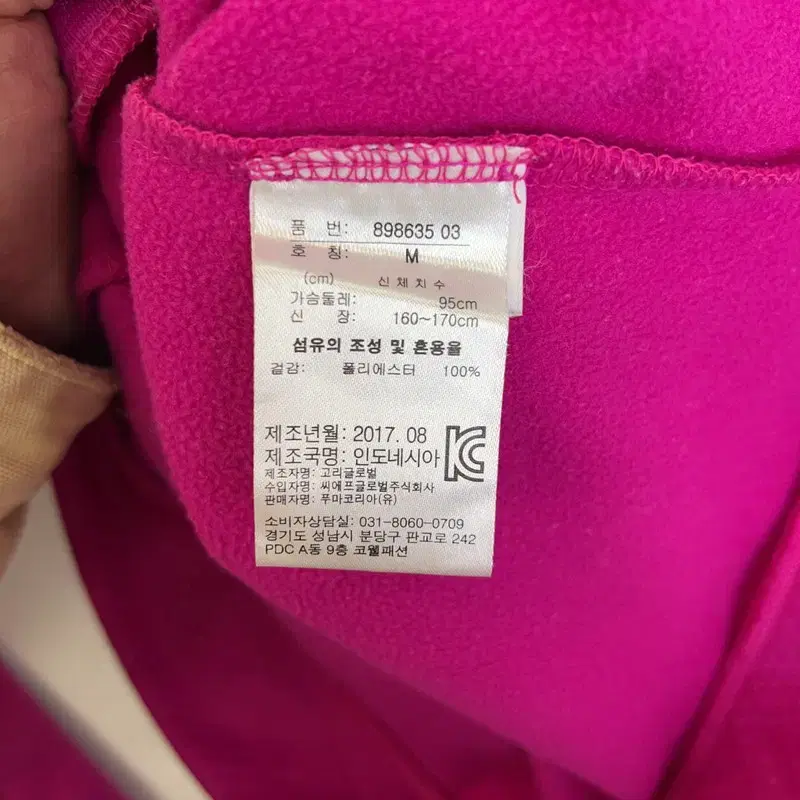 품 번: 898635 03
호 칭: M
(cm) 신체치수
가슴둘레: 95cm
신 장: 160~170cm
섬유의 조성 및 혼용율
겉감: 폴리에스터 100%
제조년월: 2017. 08
제조국명: 인도네시아
제조자명: 고리글로벌
수입자명: 씨에프글로벌주식회사
판매자명: 푸마코리아(유)
소비자상담실: 031-8060-0709
경기도 성남시 분당구 판교로 242
PDC A동 9층 코웰패션